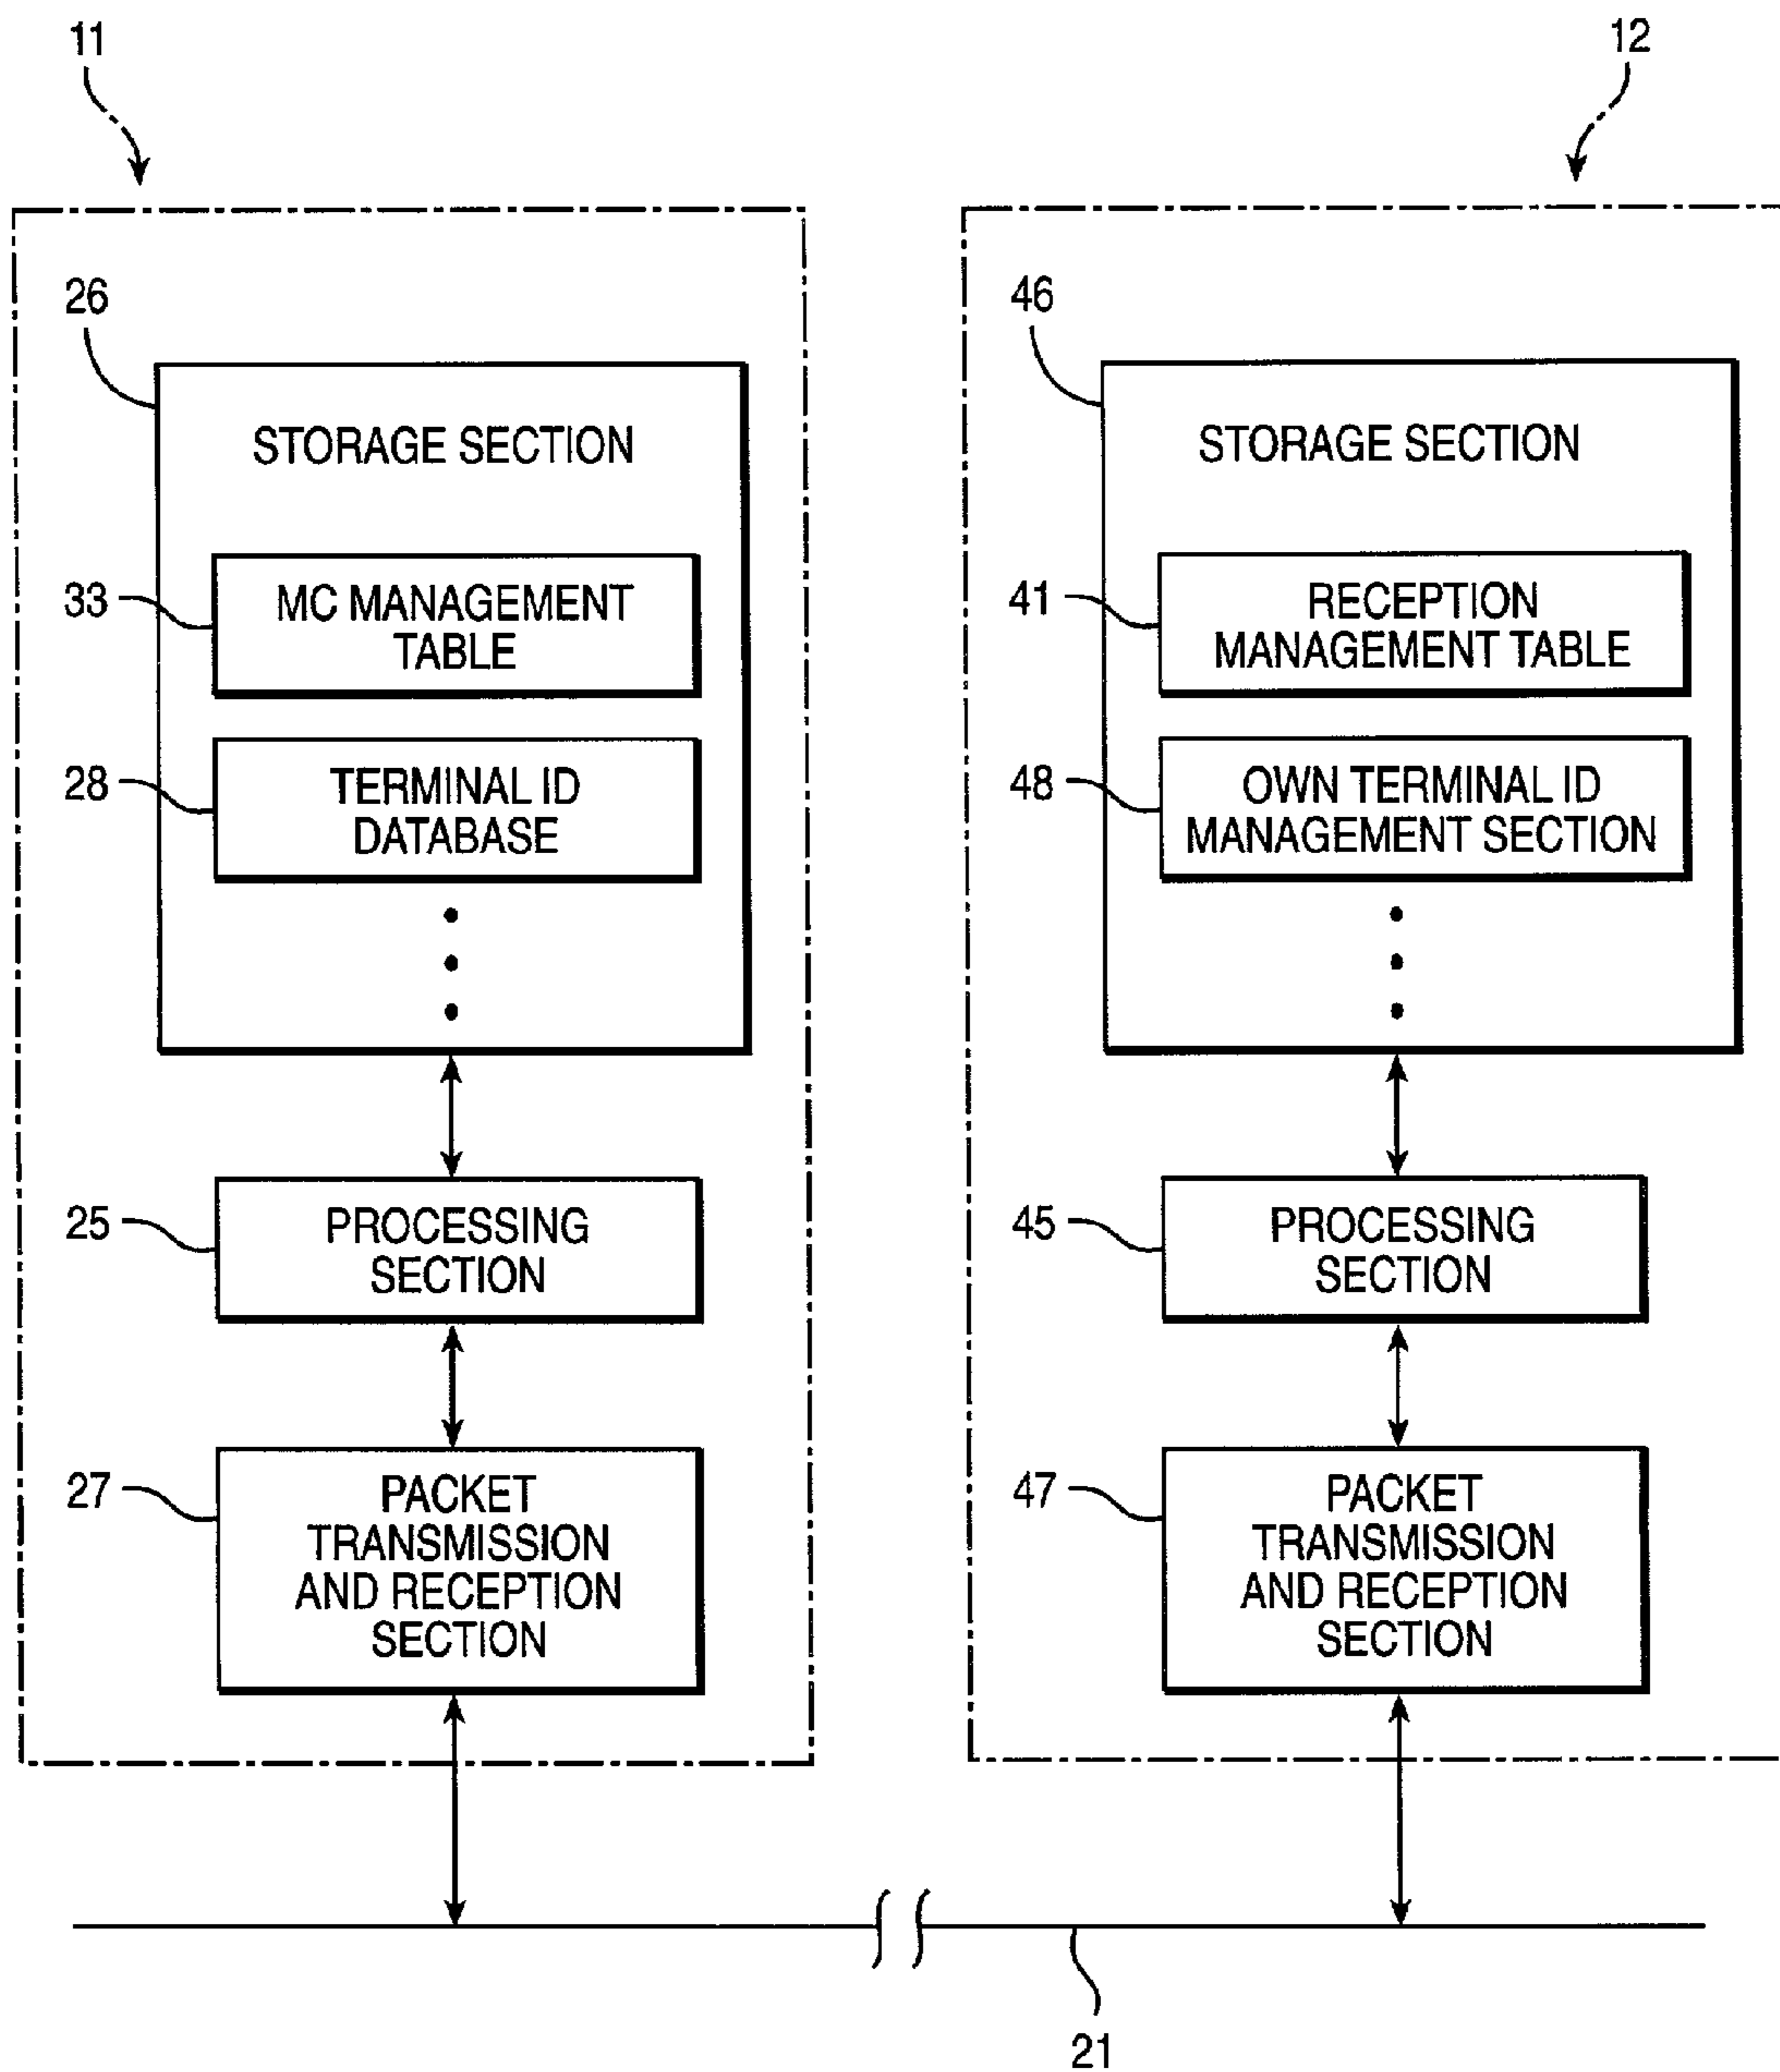 11
12
26
STORAGE SECTION
33
MC MANAGEMENT
TABLE
28
TERMINAL ID
DATABASE
25
PROCESSING
SECTION
27
PACKET
TRANSMISSION
AND RECEPTION
SECTION
46
STORAGE SECTION
41
RECEPTION
MANAGEMENT TABLE
48
OWN TERMINAL ID
MANAGEMENT SECTION
45
PROCESSING
SECTION
47
PACKET
TRANSMISSION
AND RECEPTION
SECTION
21